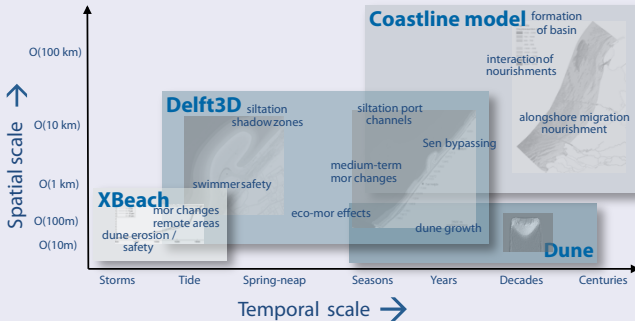 Coastline model
formation
of basin
interaction of
nourishments
alongshore migration
nourishment
Delft3D
siltation
shadow zones
siltation port
channels
Sen bypassing
medium-term
mor changes
swimmer safety
eco-mor effects
dune growth
XBeach
mor changes
remote areas
dune erosion /
safety
Dune
Spatial scale →
O(100 km)
O(10 km)
O(1 km)
O(100m)
O(10m)
Storms Tide Spring-neap Seasons Years Decades Centuries
Temporal scale →